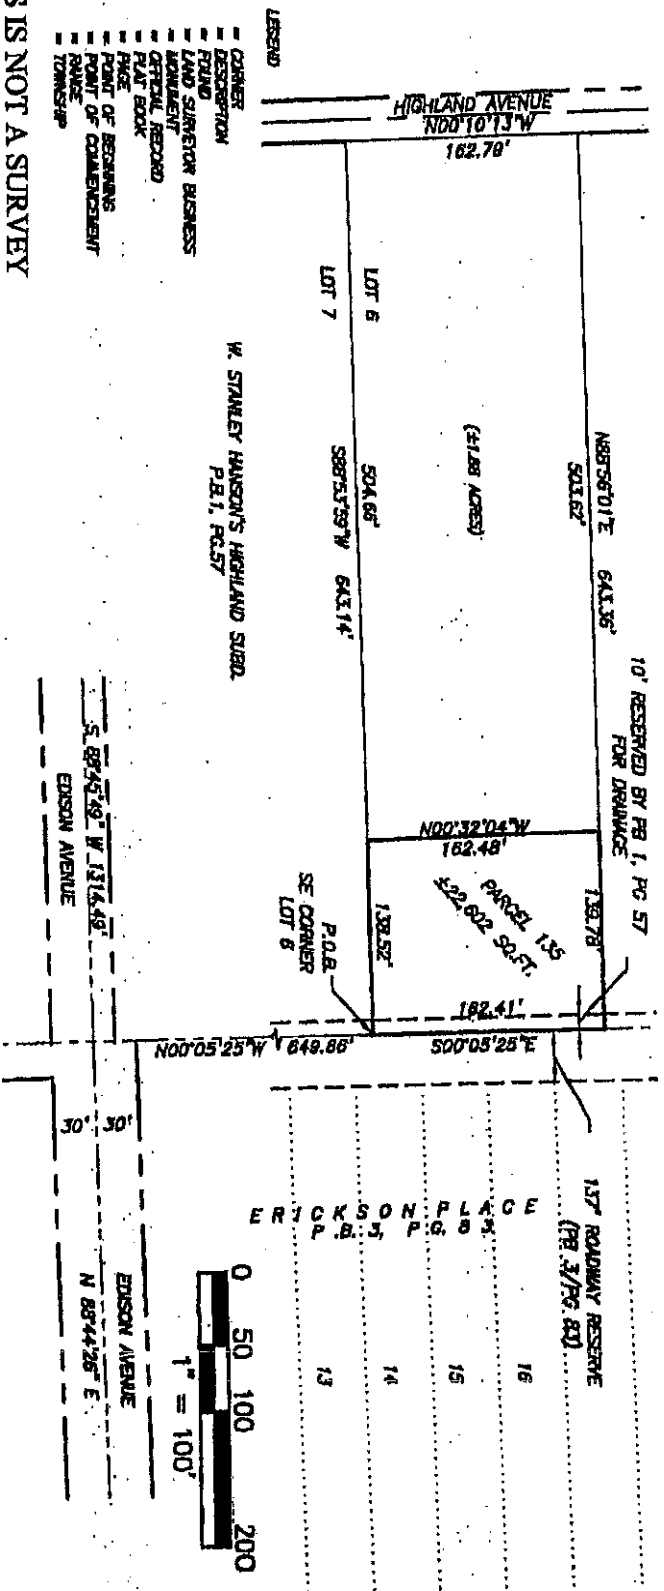 HIGHLAND AVENUE
N00°10'13"W
162.79'
LOT 6
LOT 7
(±1.88 ACRES)
N88°56'01"E 643.36'
503.62'
504.66'
S88°53'59"W 643.14'
W. STANLEY HANSON'S HIGHLAND SUBD.
P.B.1, PG.57
10' RESERVED BY PB 1, PG 57
FOR DRAINAGE
N00°32'04"W
162.48'
PARCEL 135
±22,602 SQ.FT.
139.78'
138.52'
P.O.B.
SE CORNER
LOT 6
162.41'
S00°05'25"E
N00°05'25"W 649.86'
S 88°45'49" W 1314.49'
EDISON AVENUE
30' 30'
EDISON AVENUE
N 88°44'26" E
ERICKSON PLACE
P.B. 3, PG. 83
137' ROADWAY RESERVE
(PB 3/PG 83)
13
14
15
16
0 50 100 200
1" = 100'
LEGEND
= CORNER
= DESCRIPTION
= FOUND
= LAND SURVEYOR BUSINESS
= MONUMENT
= OFFICIAL RECORD
= PLAT BOOK
= PAGE
= POINT OF BEGINNING
= POINT OF COMMENCEMENT
= RANGE
= TOWNSHIP
S IS NOT A SURVEY